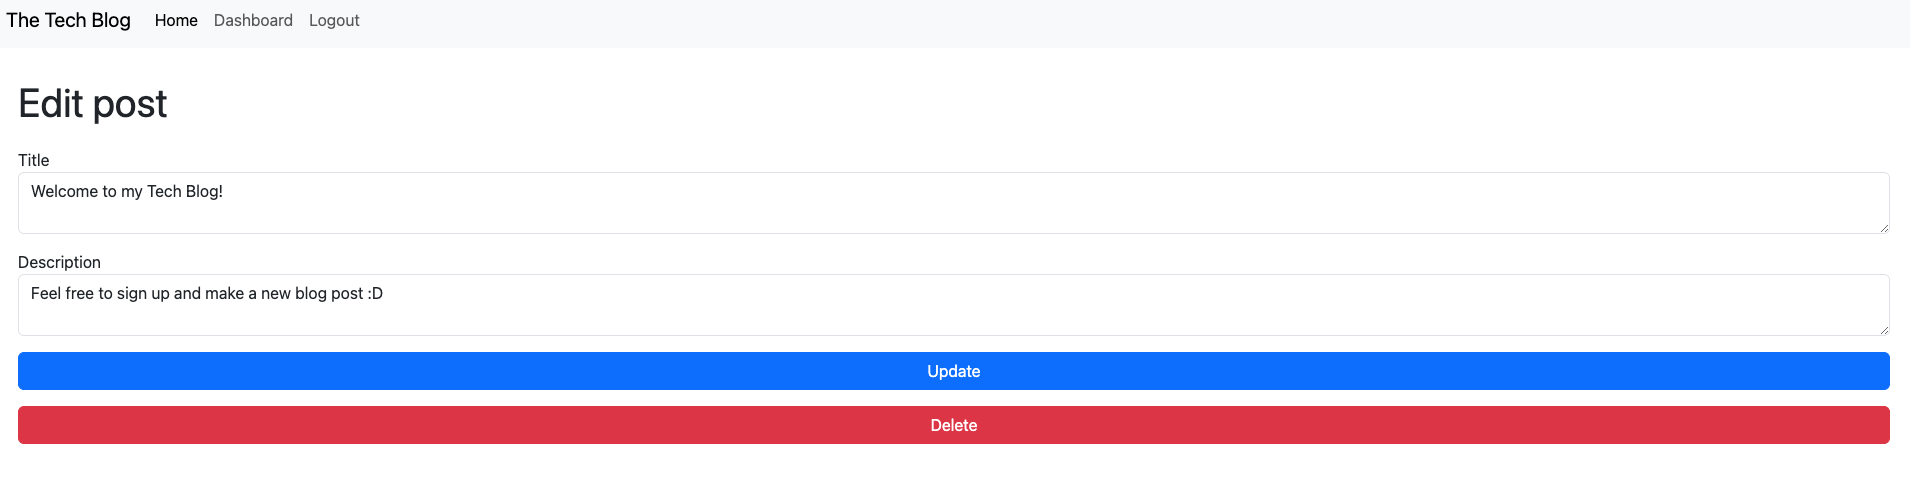 The Tech Blog Home Dashboard Logout
Edit post
Title
Welcome to my Tech Blog!
Description
Feel free to sign up and make a new blog post :D
Update
Delete